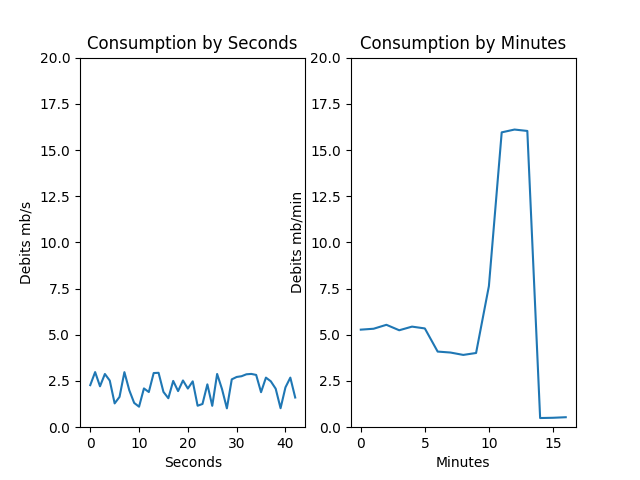 Consumption by Seconds
20.0
17.5
15.0
12.5
10.0
7.5
5.0
2.5
0.0
Debits mb/s
0 10 20 30 40
Seconds
Consumption by Minutes
20.0
17.5
15.0
12.5
10.0
7.5
5.0
2.5
0.0
Debits mb/min
0 5 10 15
Minutes